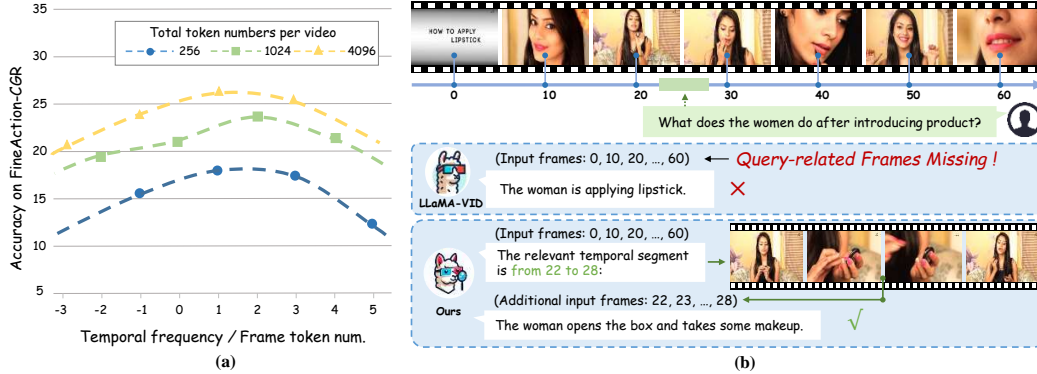 35
30
25
20
15
10
5
-3 -2 -1 0 1 2 3 4 5
Accuracy on FineAction-CGR
Total token numbers per video
256 1024 4096
Temporal frequency / Frame token num.
(a)
HOW TO APPLY
LIPSTICK
0 10 20 30 40 50 60
What does the women do after introducing product?
(Input frames: 0, 10, 20, ..., 60)
Query-related Frames Missing !
The woman is applying lipstick.
×
LLaMA-VID
(Input frames: 0, 10, 20, ..., 60)
The relevant temporal segment
is from 22 to 28:
(Additional input frames: 22, 23, ..., 28)
Ours
The woman opens the box and takes some makeup.
√
(b)